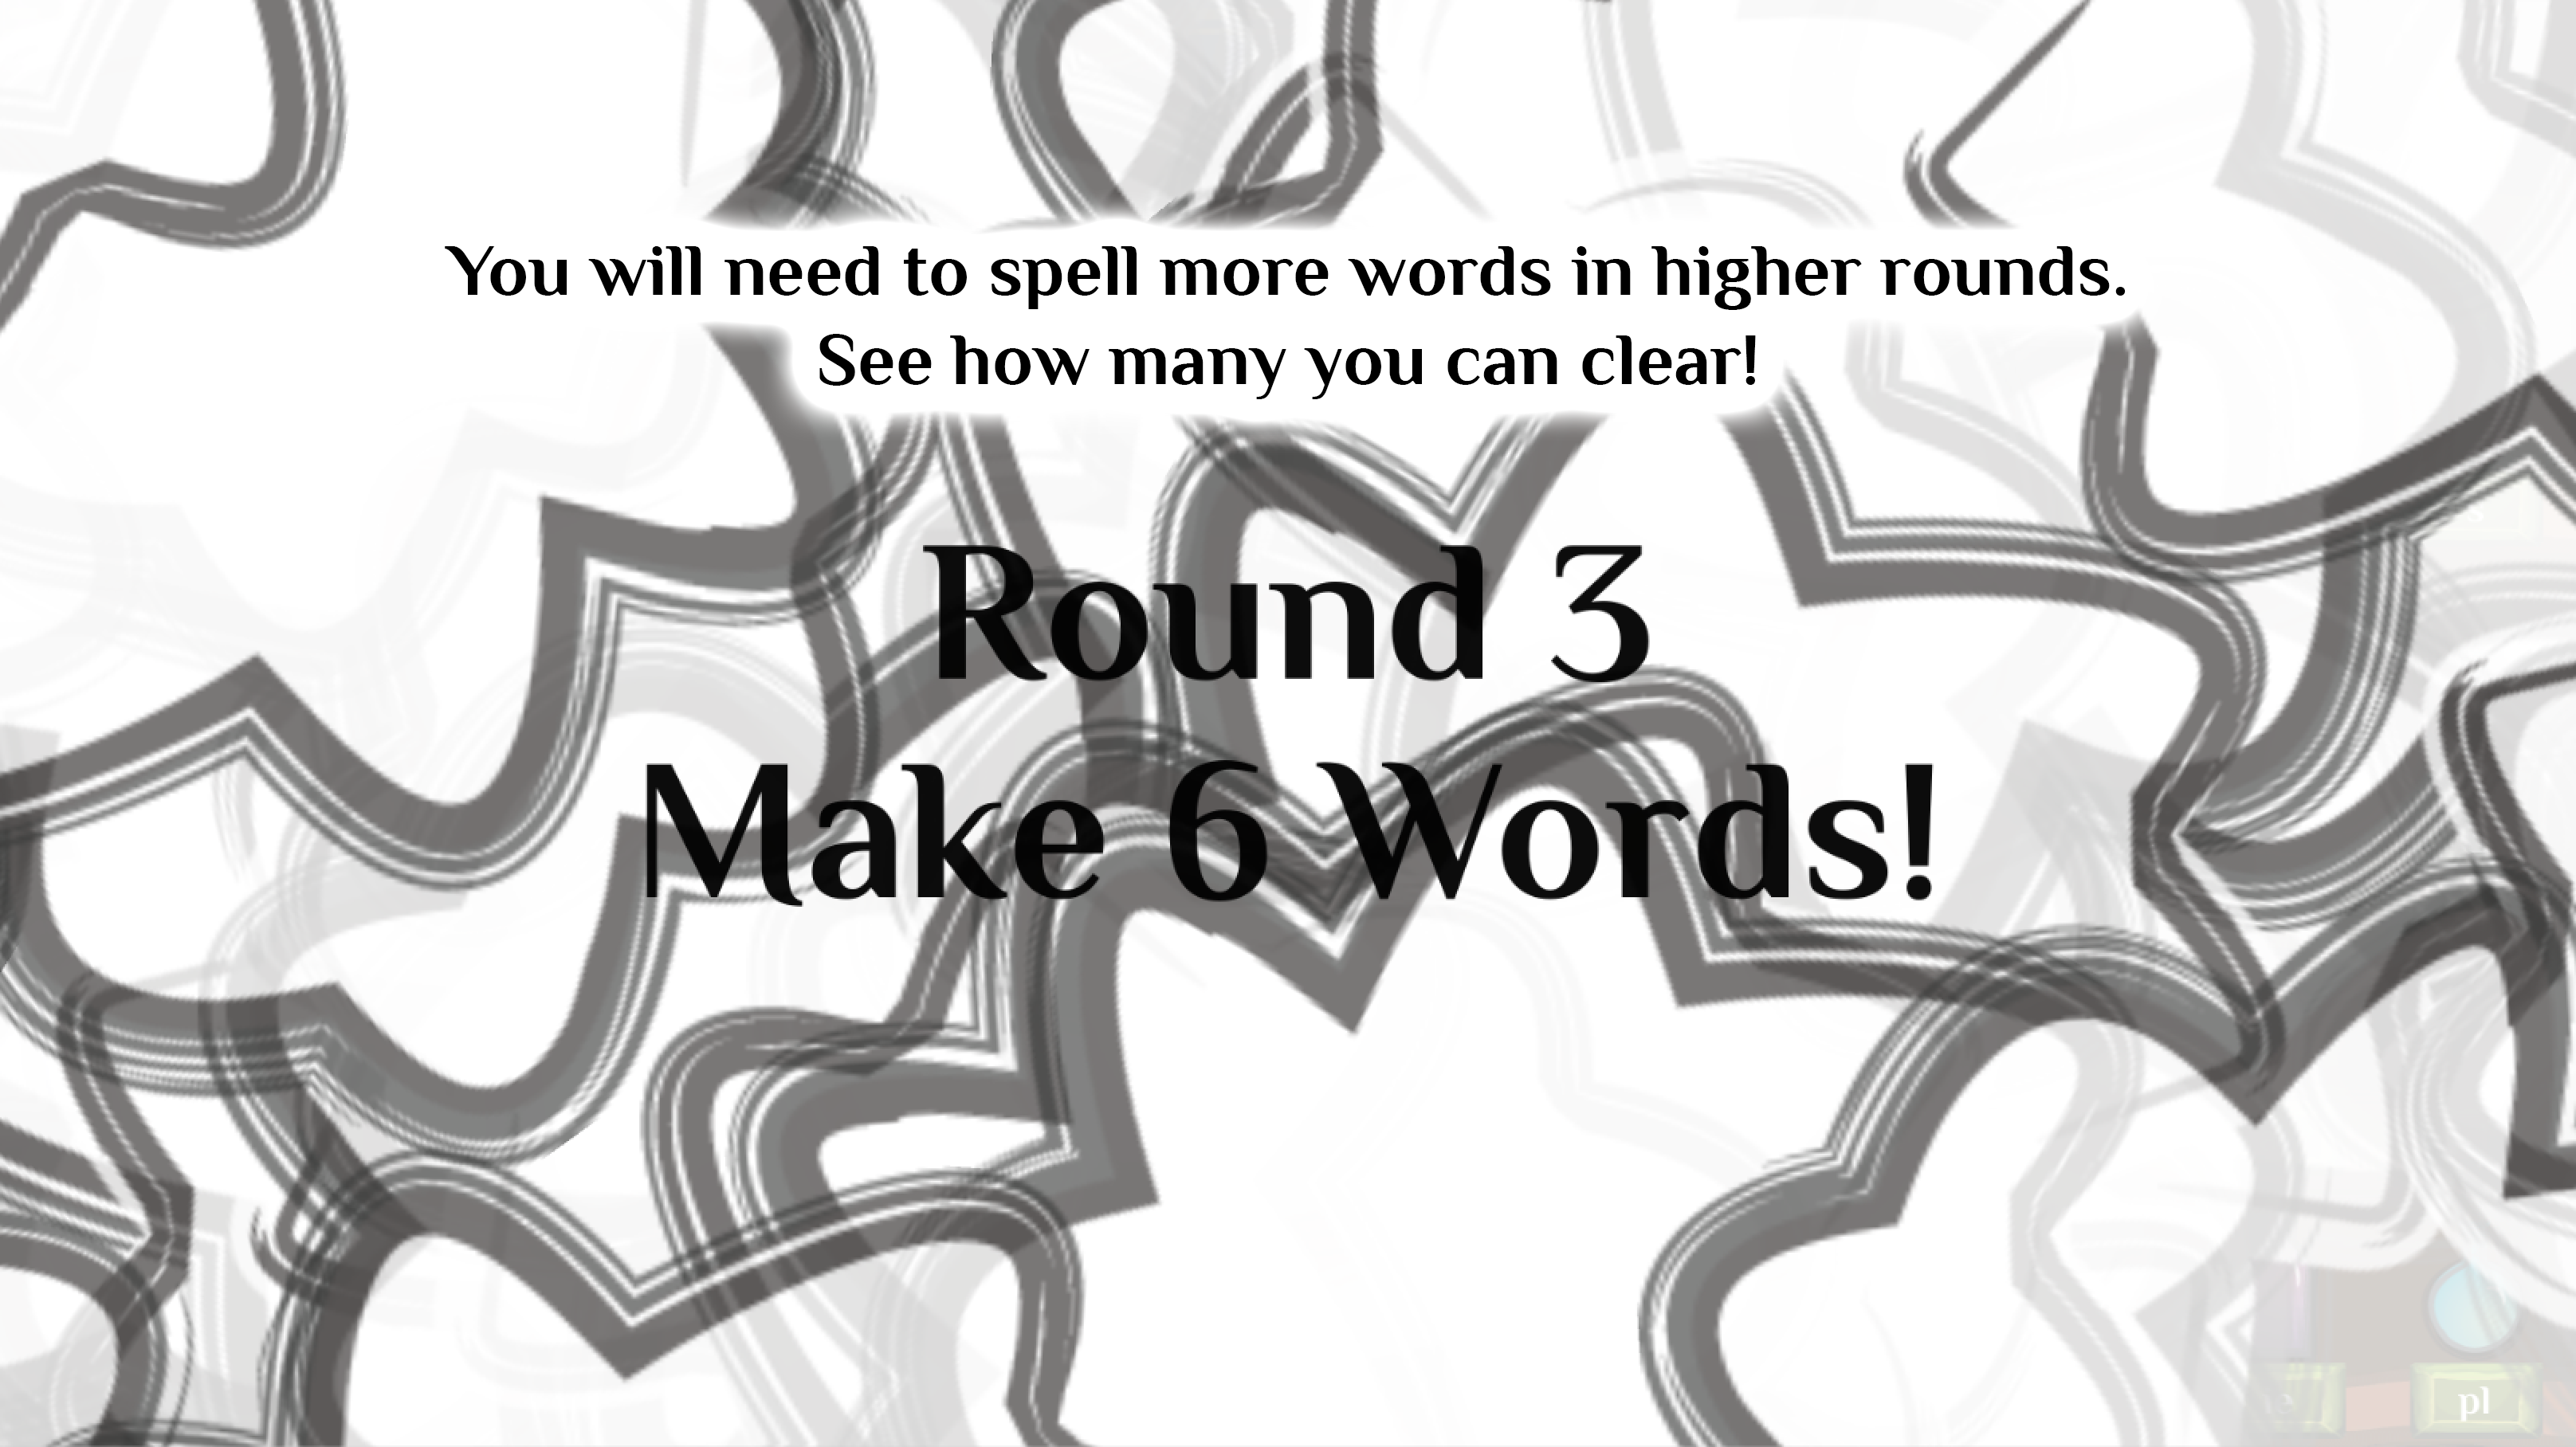 You will need to spell more words in higher rounds.
See how many you can clear!
Round 3
Make 6 Words!
pl